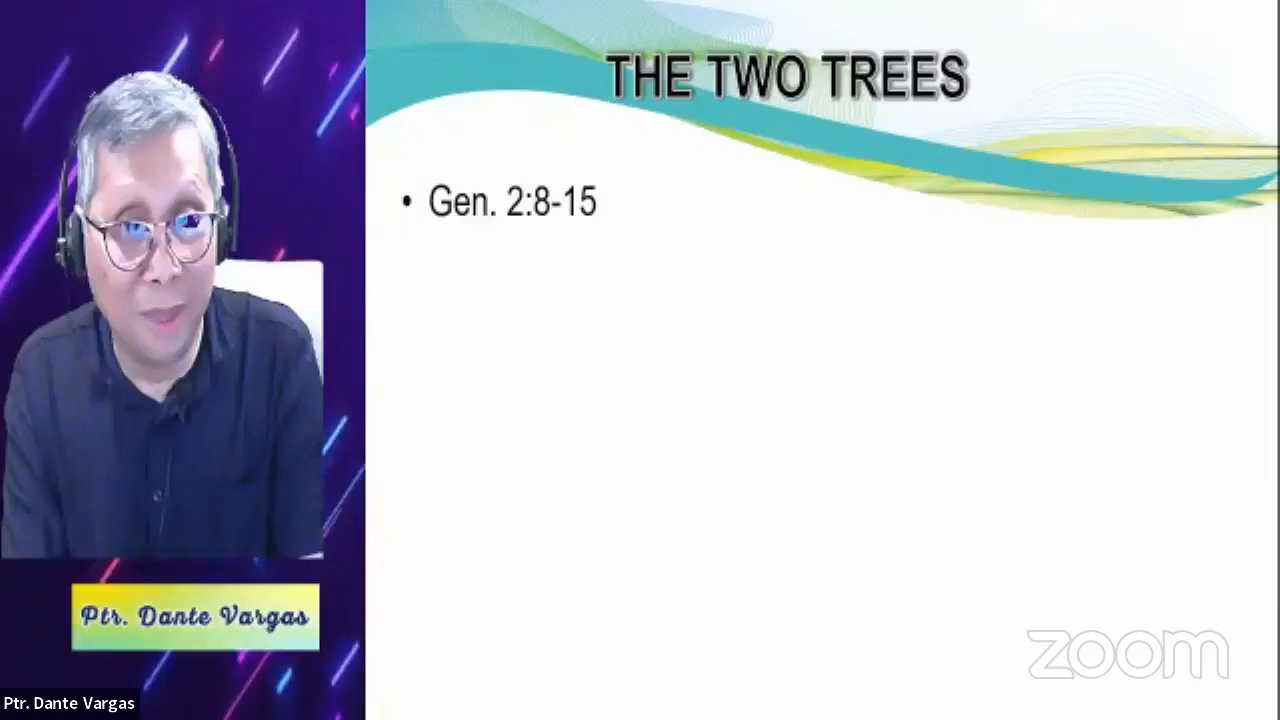 THE TWO TREES
• Gen. 2:8-15
Ptr. Dante Vargas
Ptr. Dante Vargas
zoom